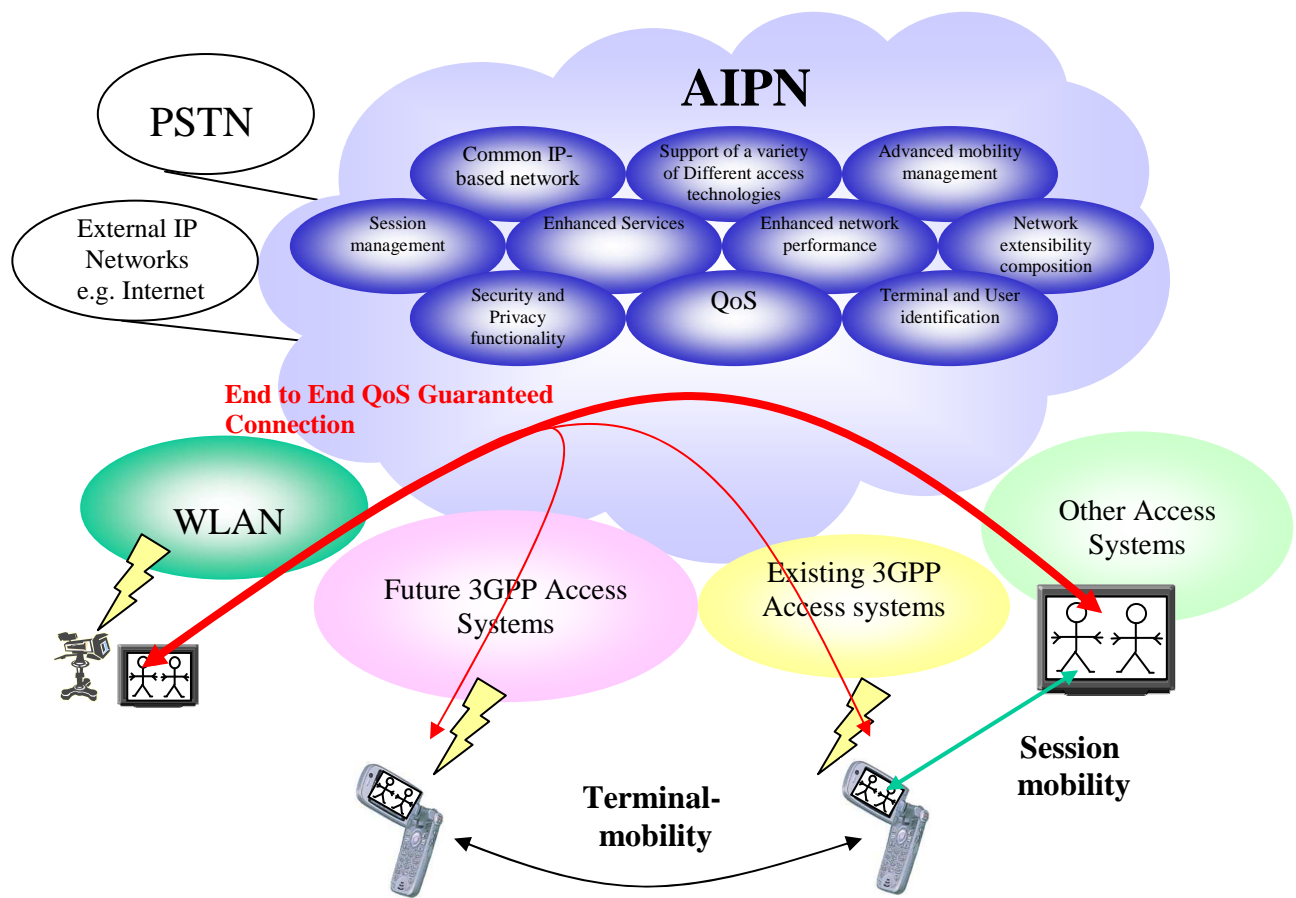 AIPN
PSTN
Common IP-
based network
Support of a variety
of Different access
technologies
Advanced mobility
management
External IP
Networks
e.g. Internet
Session
management
Enhanced Services
Enhanced network
performance
Network
extensibility
composition
Security and
Privacy
functionality
QoS
Terminal and User
identification
End to End QoS Guaranteed
Connection
WLAN
Future 3GPP Access
Systems
Existing 3GPP
Access systems
Other Access
Systems
Session
mobility
Terminal-
mobility